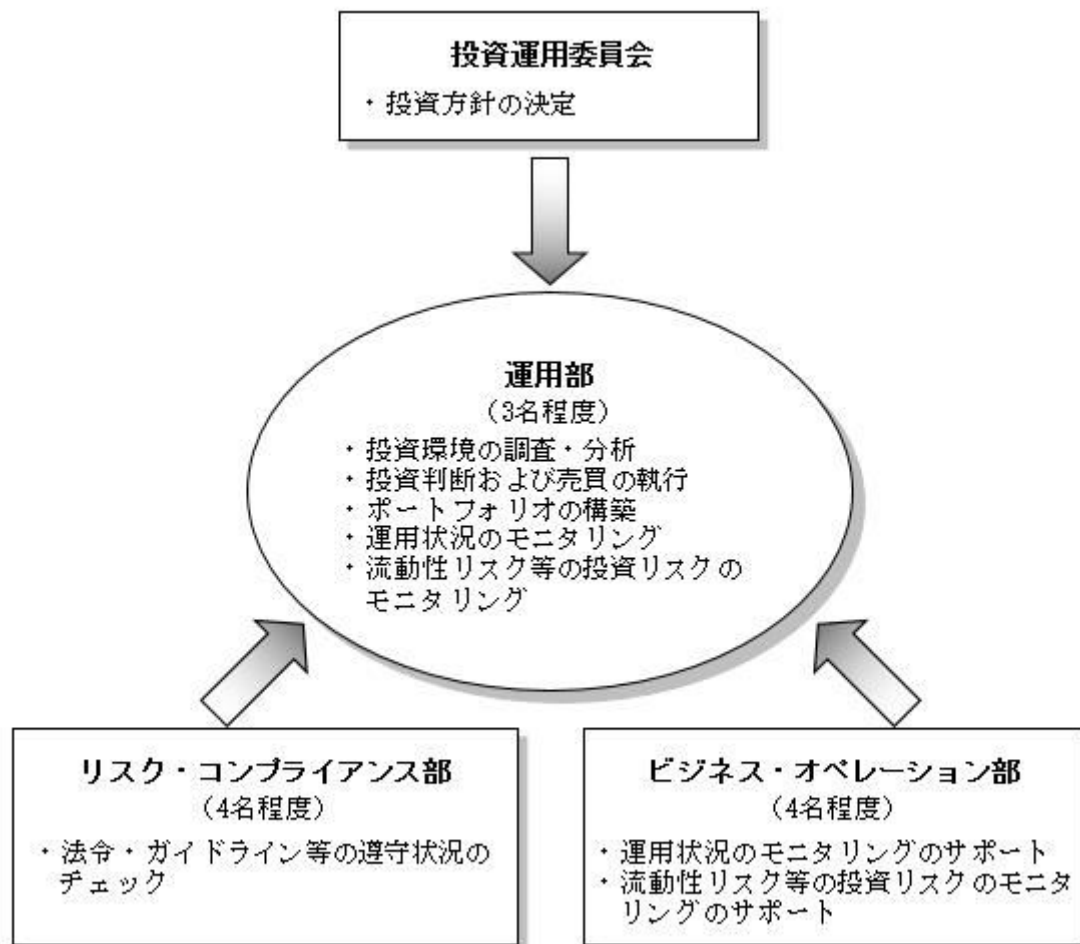 投資運用委員会
・投資方針の決定
運用部
（3名程度）
・投資環境の調査・分析
・投資判断および売買の執行
・ポートフォリオの構築
・運用状況のモニタリング
・流動性リスク等の投資リスクの
モニタリング
リスク・コンプライアンス部
（4名程度）
・法令・ガイドライン等の遵守状況の
チェック
ビジネス・オペレーション部
（4名程度）
・運用状況のモニタリングのサポート
・流動性リスク等の投資リスクのモニタ
リングのサポート